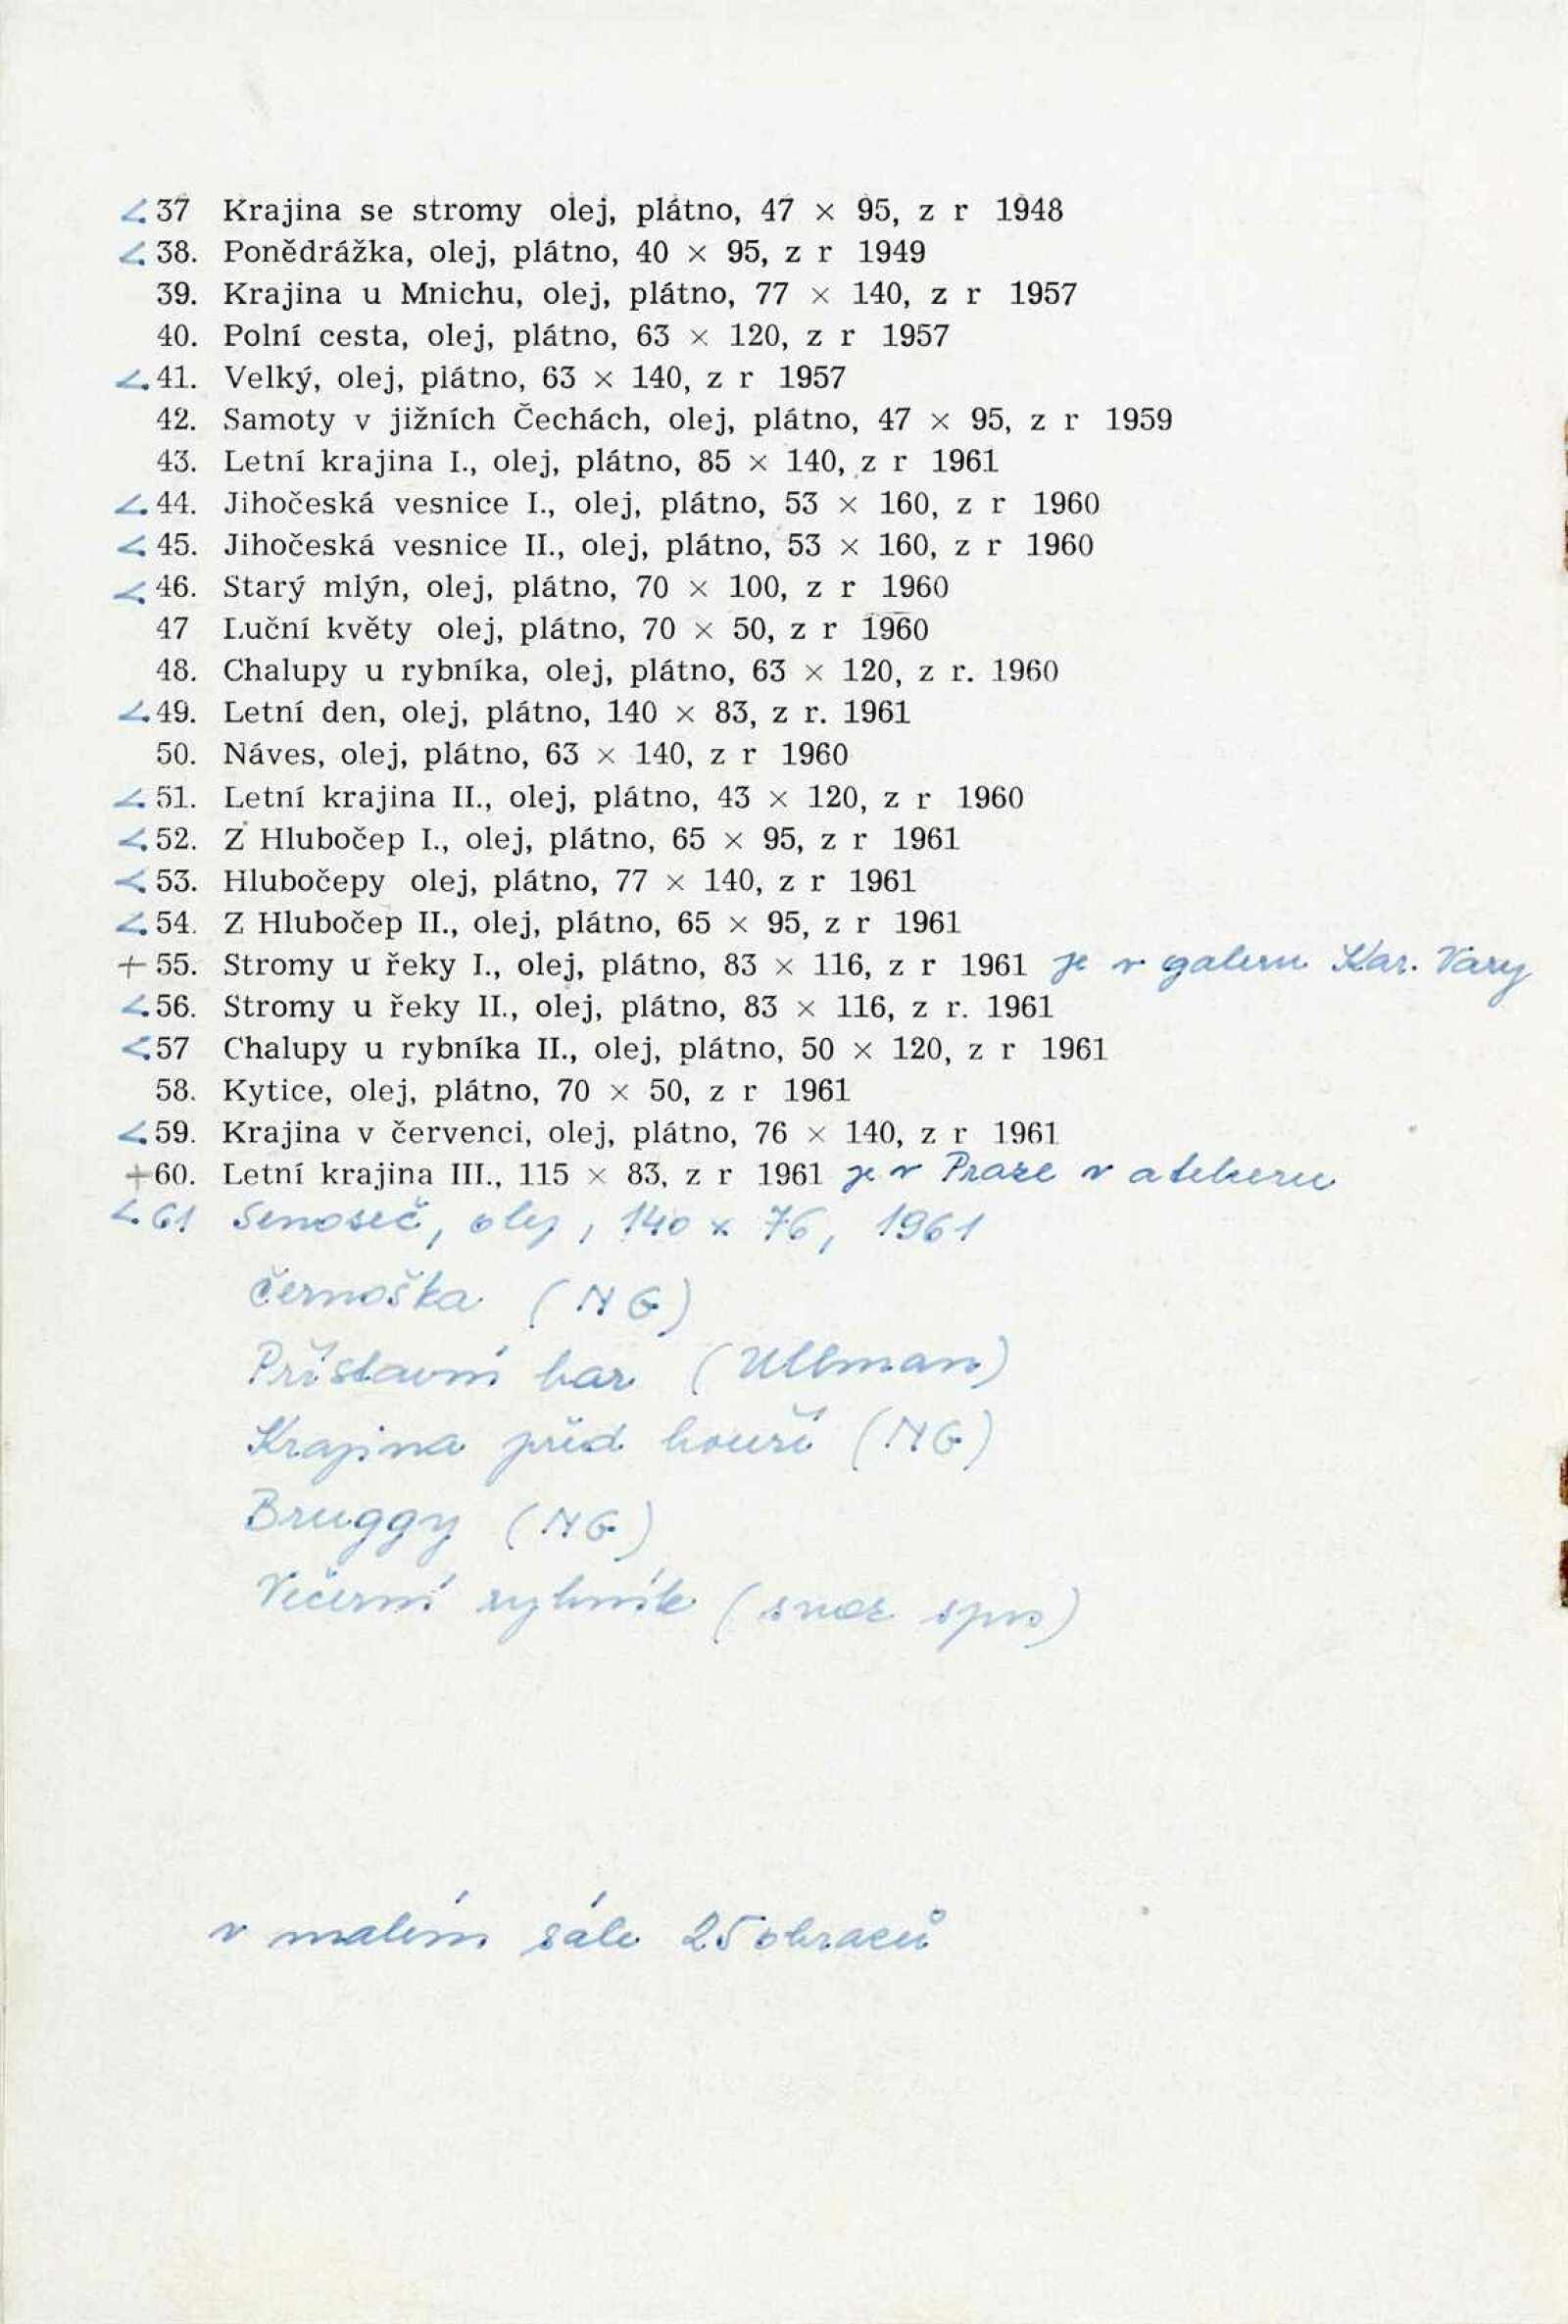 ∠. 37 Krajina se stromy olej, plátno, 47 × 95, z r 1948
∠. 38. Ponědrážka, olej, plátno, 40 × 95, z r 1949
39. Krajina u Mnichu, olej, plátno, 77 × 140, z r 1957
40. Polní cesta, olej, plátno, 63 × 120, z r 1957
∠. 41. Velký, olej, plátno, 63 × 140, z r 1957
42. Samoty v jižních Čechách, olej, plátno, 47 × 95, z r 1959
43. Letní krajina I., olej, plátno, 85 × 140, z r 1961
∠. 44. Jihočeská vesnice I., olej, plátno, 53 × 160, z r 1960
∠. 45. Jihočeská vesnice II., olej, plátno, 53 × 160, z r 1960
∠. 46. Starý mlýn, olej, plátno, 70 × 100, z r 1960
47 Luční květy olej, plátno, 70 × 50, z r 1960
48. Chalupy u rybníka, olej, plátno, 63 × 120, z r. 1960
∠. 49. Letní den, olej, plátno, 140 × 83, z r. 1961
50. Náves, olej, plátno, 63 × 140, z r 1960
∠. 51. Letní krajina II., olej, plátno, 43 × 120, z r 1960
∠. 52. Z Hlubočep I., olej, plátno, 65 × 95, z r 1961
∠. 53. Hlubočepy olej, plátno, 77 × 140, z r 1961
∠. 54. Z Hlubočep II., olej, plátno, 65 × 95, z r 1961
+ 55. Stromy u řeky I., olej, plátno, 83 × 116, z r 1961 je v galerii Kar. Vary
∠. 56. Stromy u řeky II., olej, plátno, 83 × 116, z r. 1961
∠. 57 Chalupy u rybníka II., olej, plátno, 50 × 120, z r 1961
58. Kytice, olej, plátno, 70 × 50, z r 1961
∠. 59. Krajina v červenci, olej, plátno, 76 × 140, z r 1961
+ 60. Letní krajina III., 115 × 83, z r 1961 je v Praze v atelieru
∠. 61 Senoseč, olej, 140 x 76, 1961
Černoška (NG)
Přístavní bar (Ullman)
Krajina před bouří (NG)
Bruggy (NG)
Večerní rybník (svaz spis)
v malém sále 25 obrazů